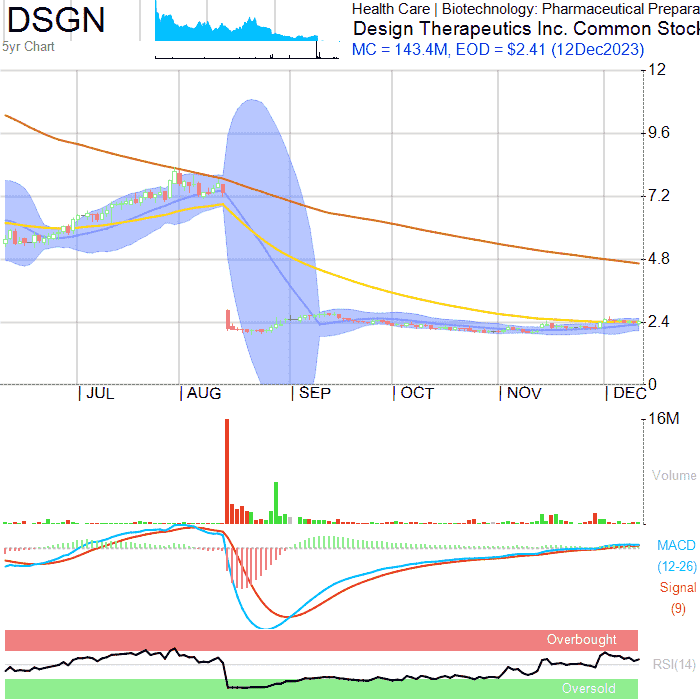 DSGN
5yr Chart
Health Care | Biotechnology: Pharmaceutical Prepara
Design Therapeutics Inc. Common Stock
MC = 143.4M, EOD = $2.41 (12Dec2023)
12
9.6
7.2
4.8
2.4
0
JUL AUG SEP OCT NOV DEC
16M
Volume
MACD
(12-26)
Signal
(9)
Overbought
RSI(14)
Oversold